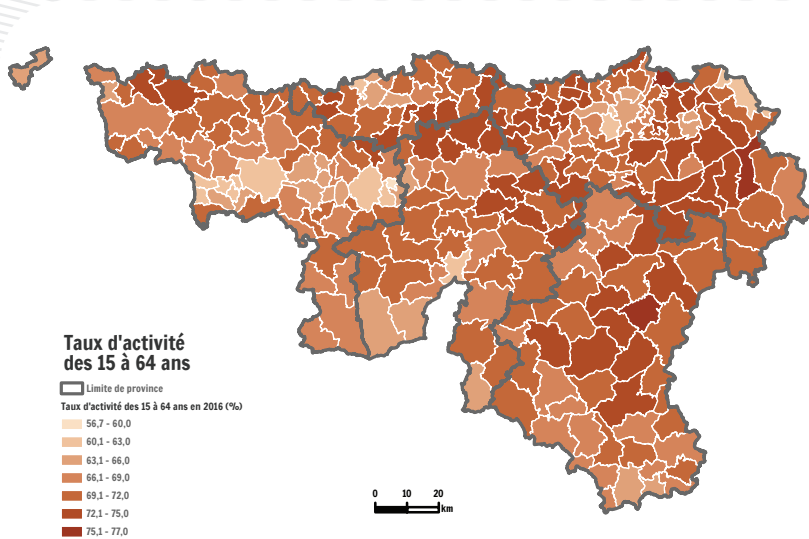 Taux d'activité
des 15 à 64 ans
Limite de province
Taux d'activité des 15 à 64 ans en 2016 (%)
56,7 - 60,0
60,1 - 63,0
63,1 - 66,0
66,1 - 69,0
69,1 - 72,0
72,1 - 75,0
75,1 - 77,0
0 10 20
km